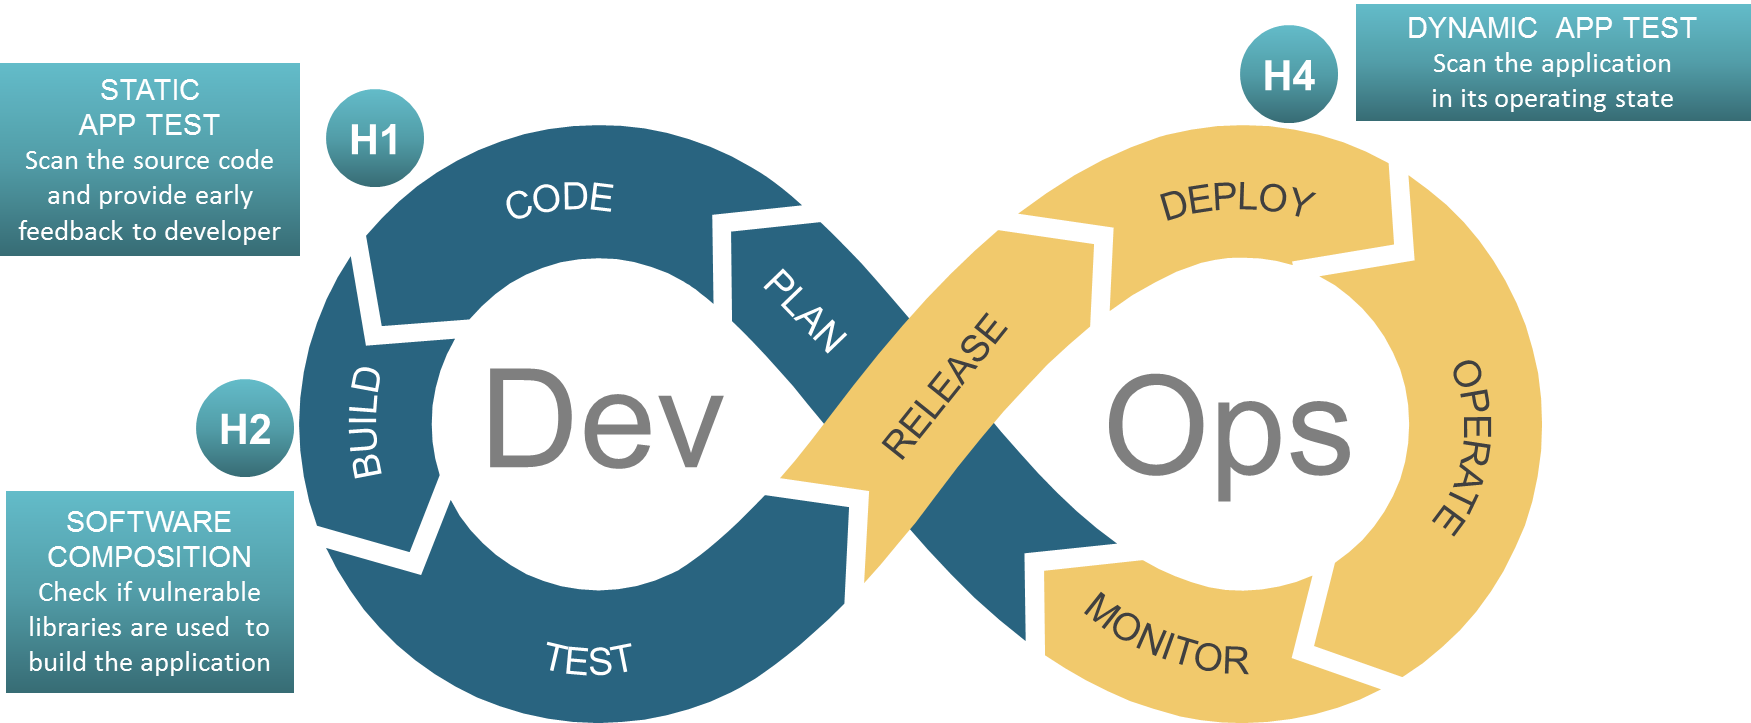 STATIC
APP TEST
Scan the source code
and provide early
feedback to developer
H1
H2
SOFTWARE
COMPOSITION
Check if vulnerable
libraries are used to
build the application
H4
DYNAMIC APP TEST
Scan the application
in its operating state
Dev
PLAN
CODE
BUILD
TEST
Ops
RELEASE
DEPLOY
OPERATE
MONITOR